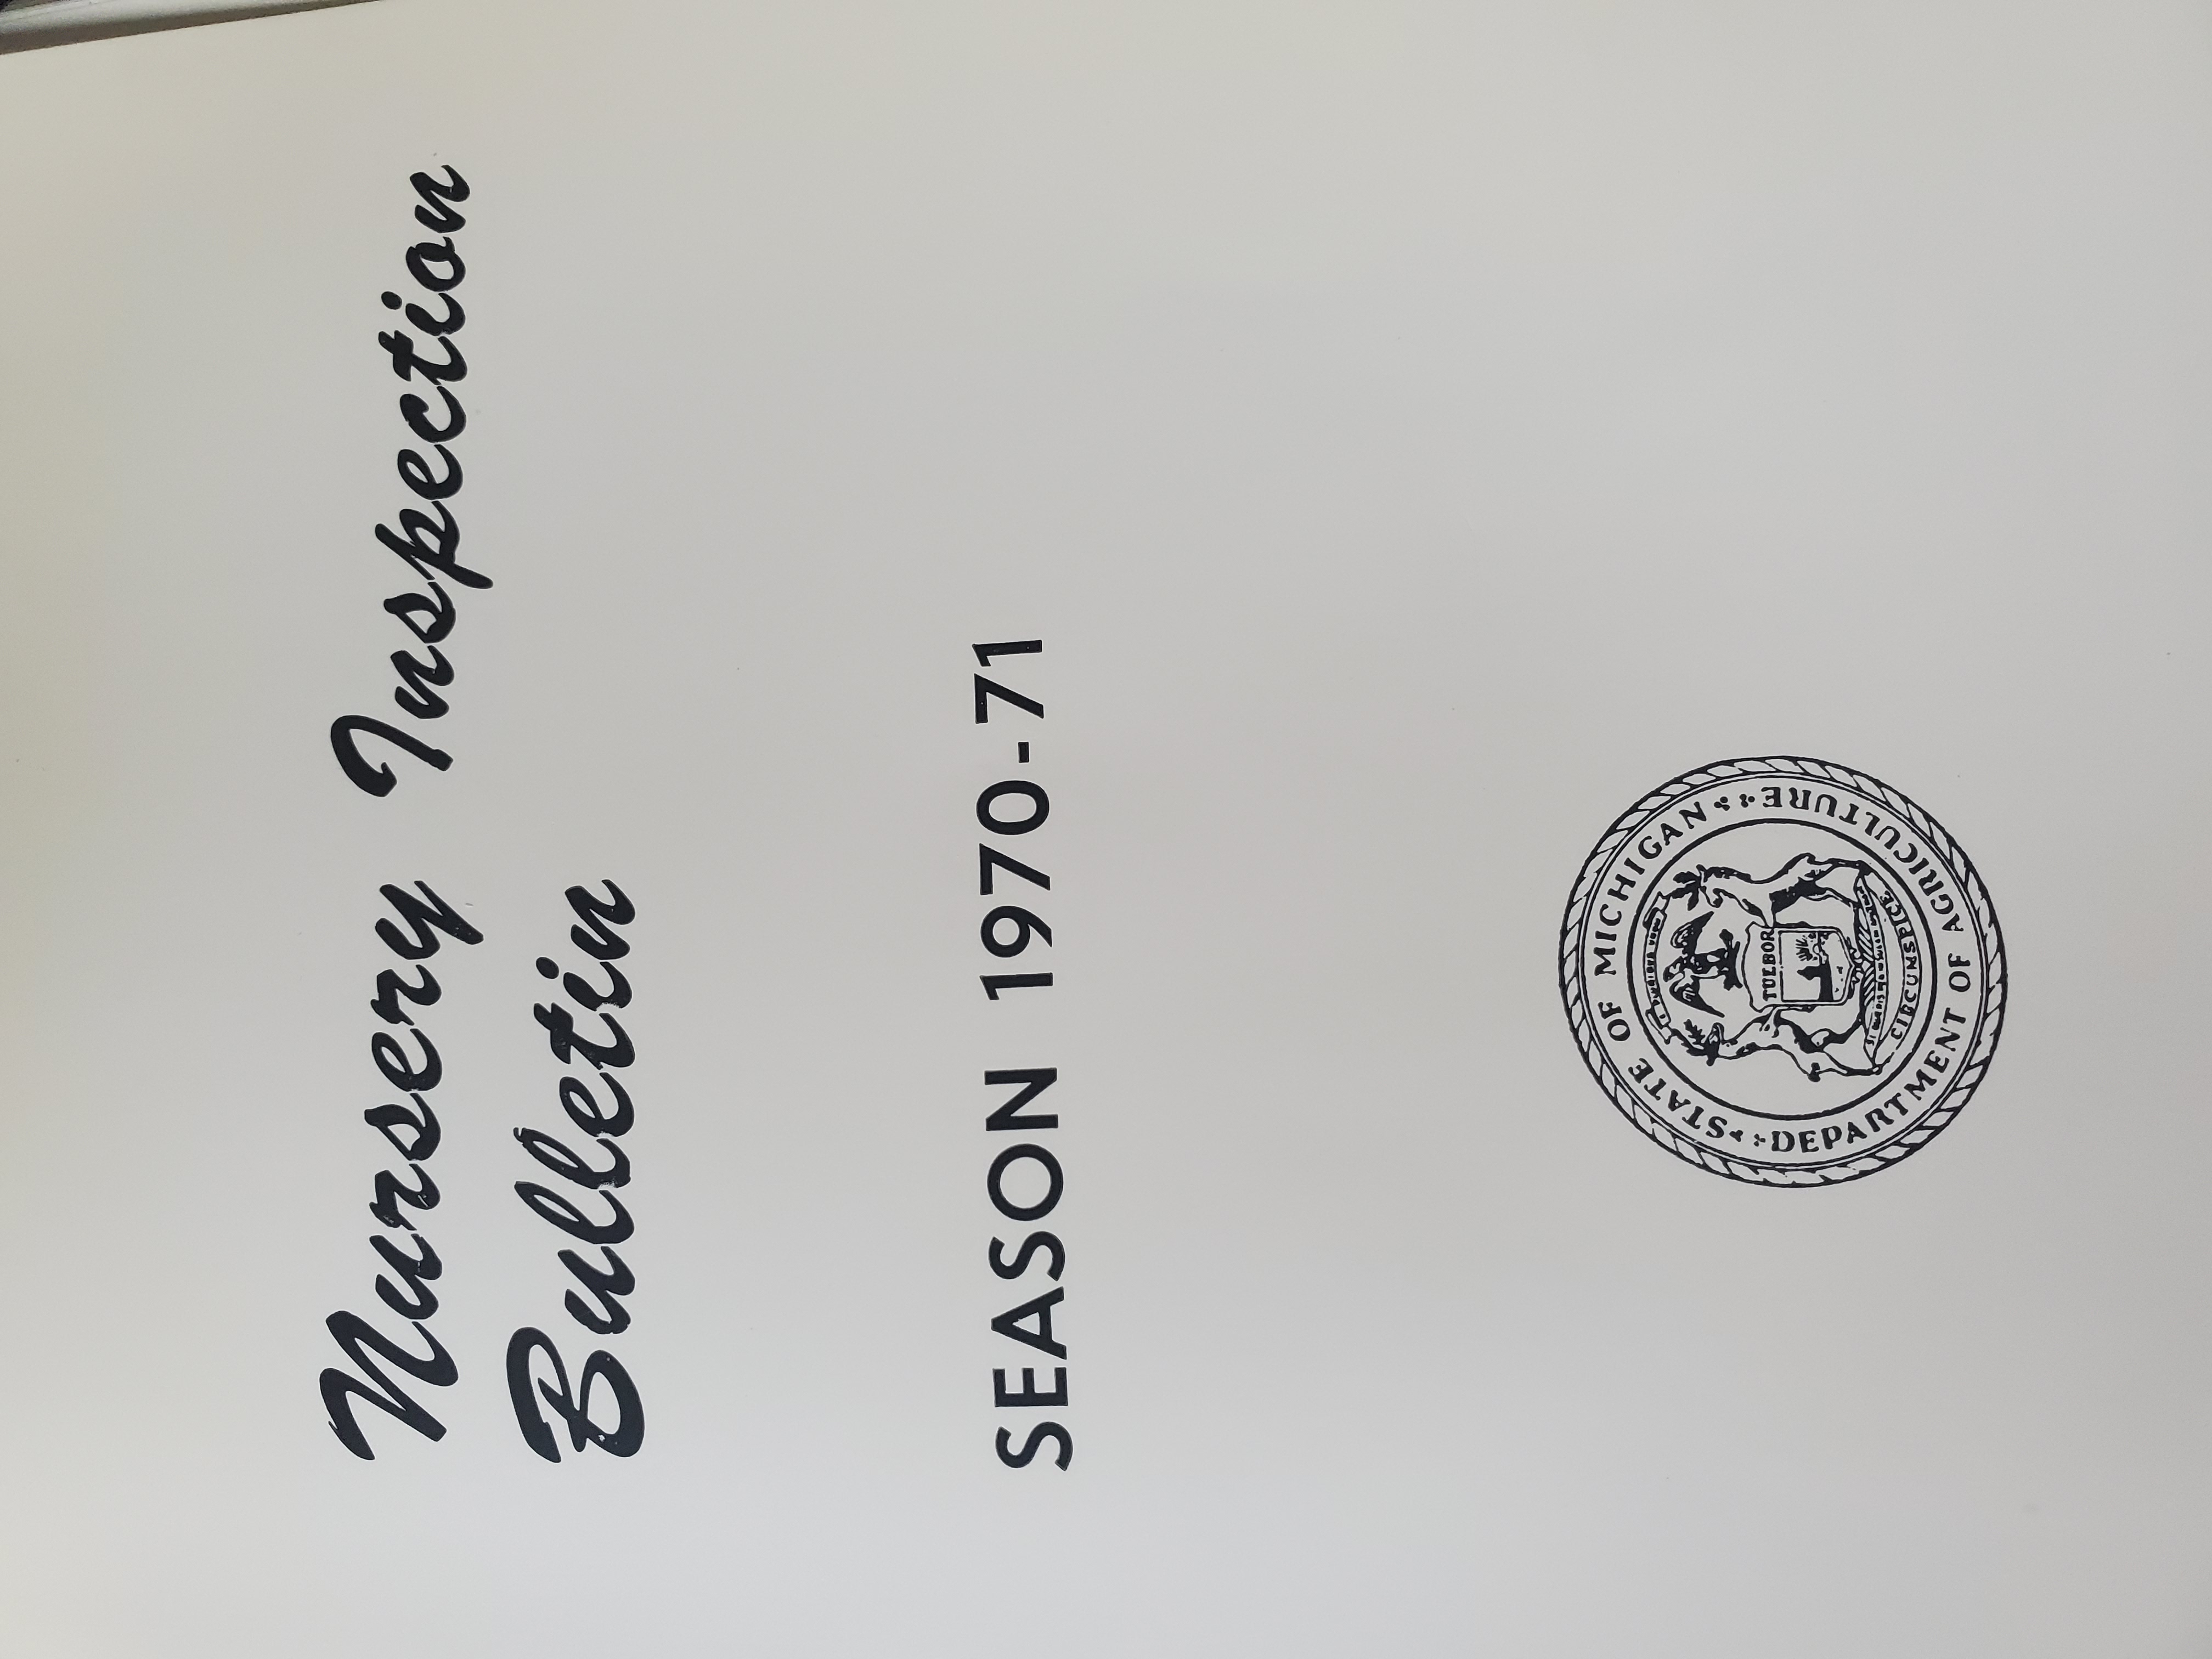 Nursery Inspection
Bulletin
SEASON 1970-71
STATE OF MICHIGAN
DEPARTMENT OF AGRICULTURE
TUEBOR
CIRCUMSPICE